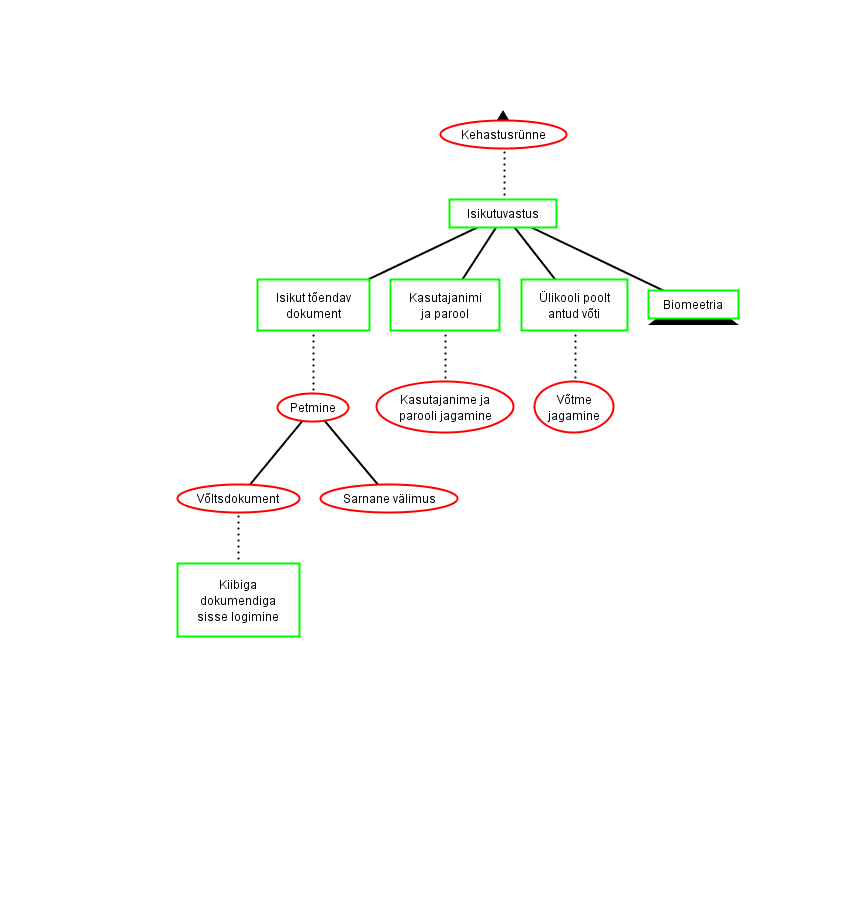 Kehastusrünne
Isikutuvastus
Isikut tõendav
dokument
Kasutajanimi
ja parool
Ülikooli poolt
antud võti
Biomeetria
Petmine
Kasutajanime ja
parooli jagamine
Võtme
jagamine
Võltsdokument
Sarnane välimus
Kiibiga
dokumendiga
sisse logimine